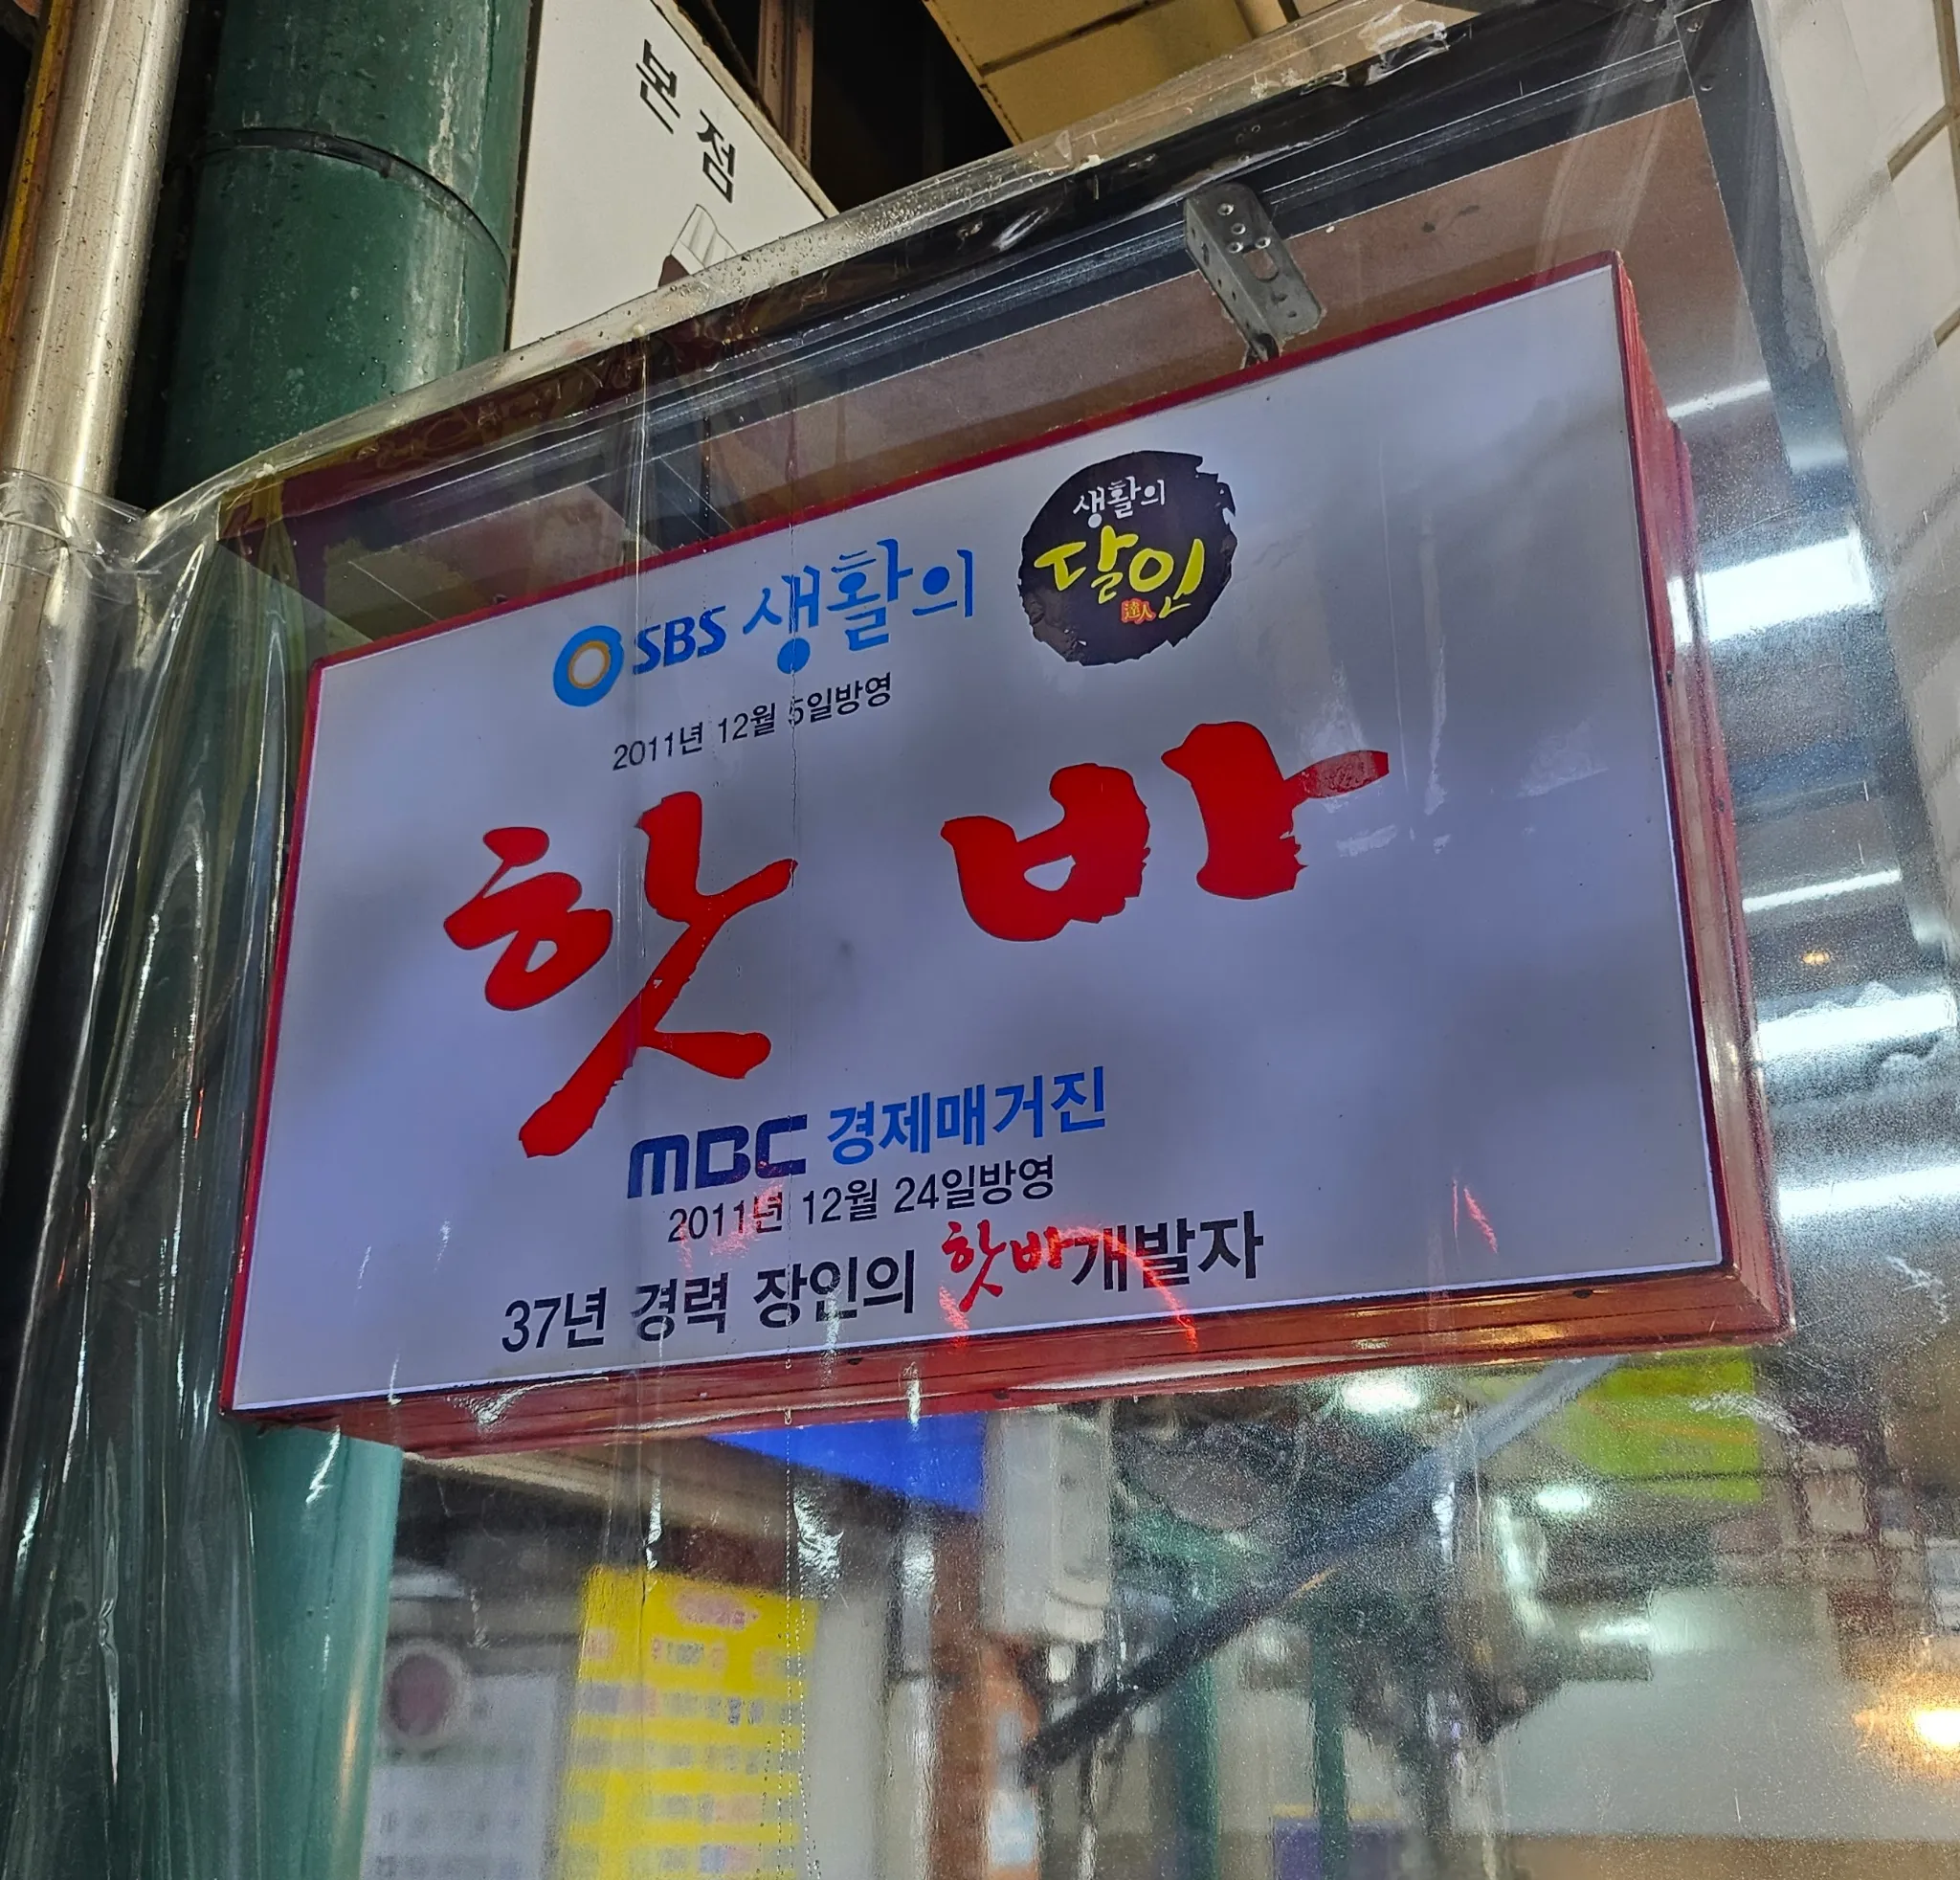 본점
SBS 생활의
생활의
달인
達人
2011년 12월 5일방영
핫바
MBC 경제매거진
2011년 12월 24일방영
37년 경력 장인의 핫바개발자